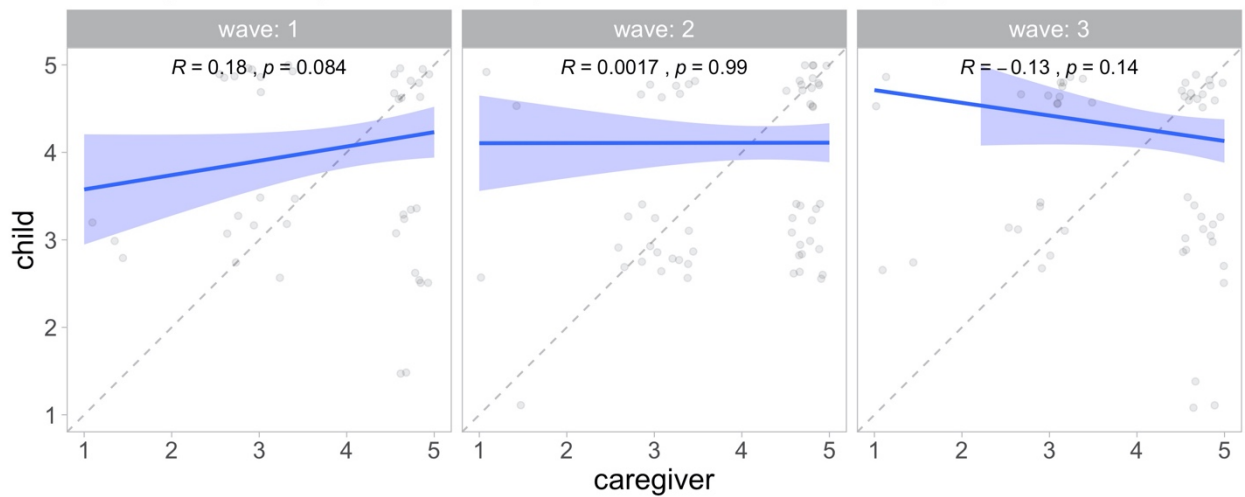 wave: 1 wave: 2 wave: 3
R = 0.18 , p = 0.084 R = 0.0017 , p = 0.99 R = −0.13 , p = 0.14
5
4
3
2
1
child
1 2 3 4 5 1 2 3 4 5 1 2 3 4 5
caregiver